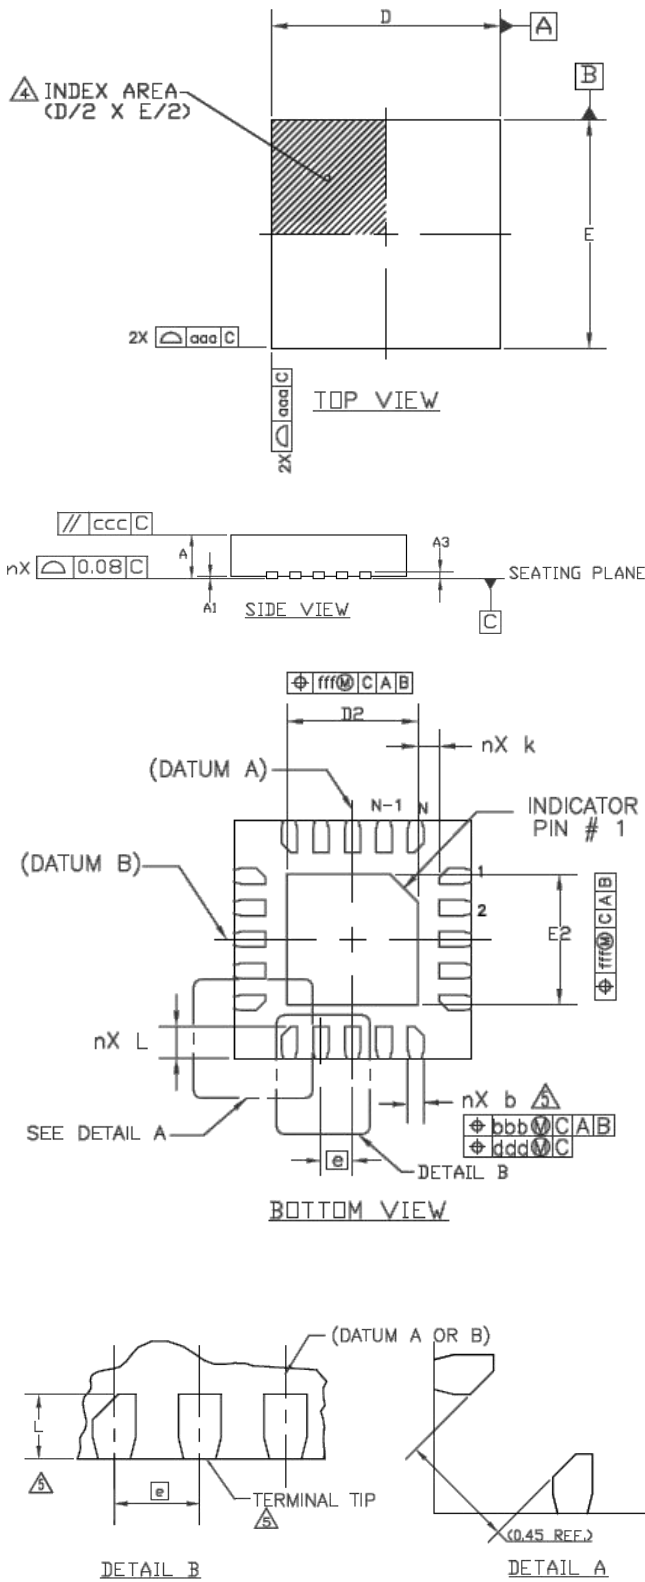 D
A
4 INDEX AREA
(D/2 X E/2)
B
E
2X ⌓ aaa C
2X ⌓ aaa C
TOP VIEW
// ccc C
A
A3
nX ⌓ 0.08 C
SEATING PLANE
A1
SIDE VIEW
C
⌖ fff Ⓜ C A B
D2
nX k
(DATUM A)
N-1 N
INDICATOR
PIN # 1
(DATUM B)
1
2
E2
⌖ fff Ⓜ C A B
nX L
nX b 5
⌖ bbb Ⓜ C A B
⌖ ddd Ⓜ C
SEE DETAIL A
e
DETAIL B
BOTTOM VIEW
(DATUM A OR B)
L
5
e
TERMINAL TIP
5
(0.45 REF.)
DETAIL B
DETAIL A